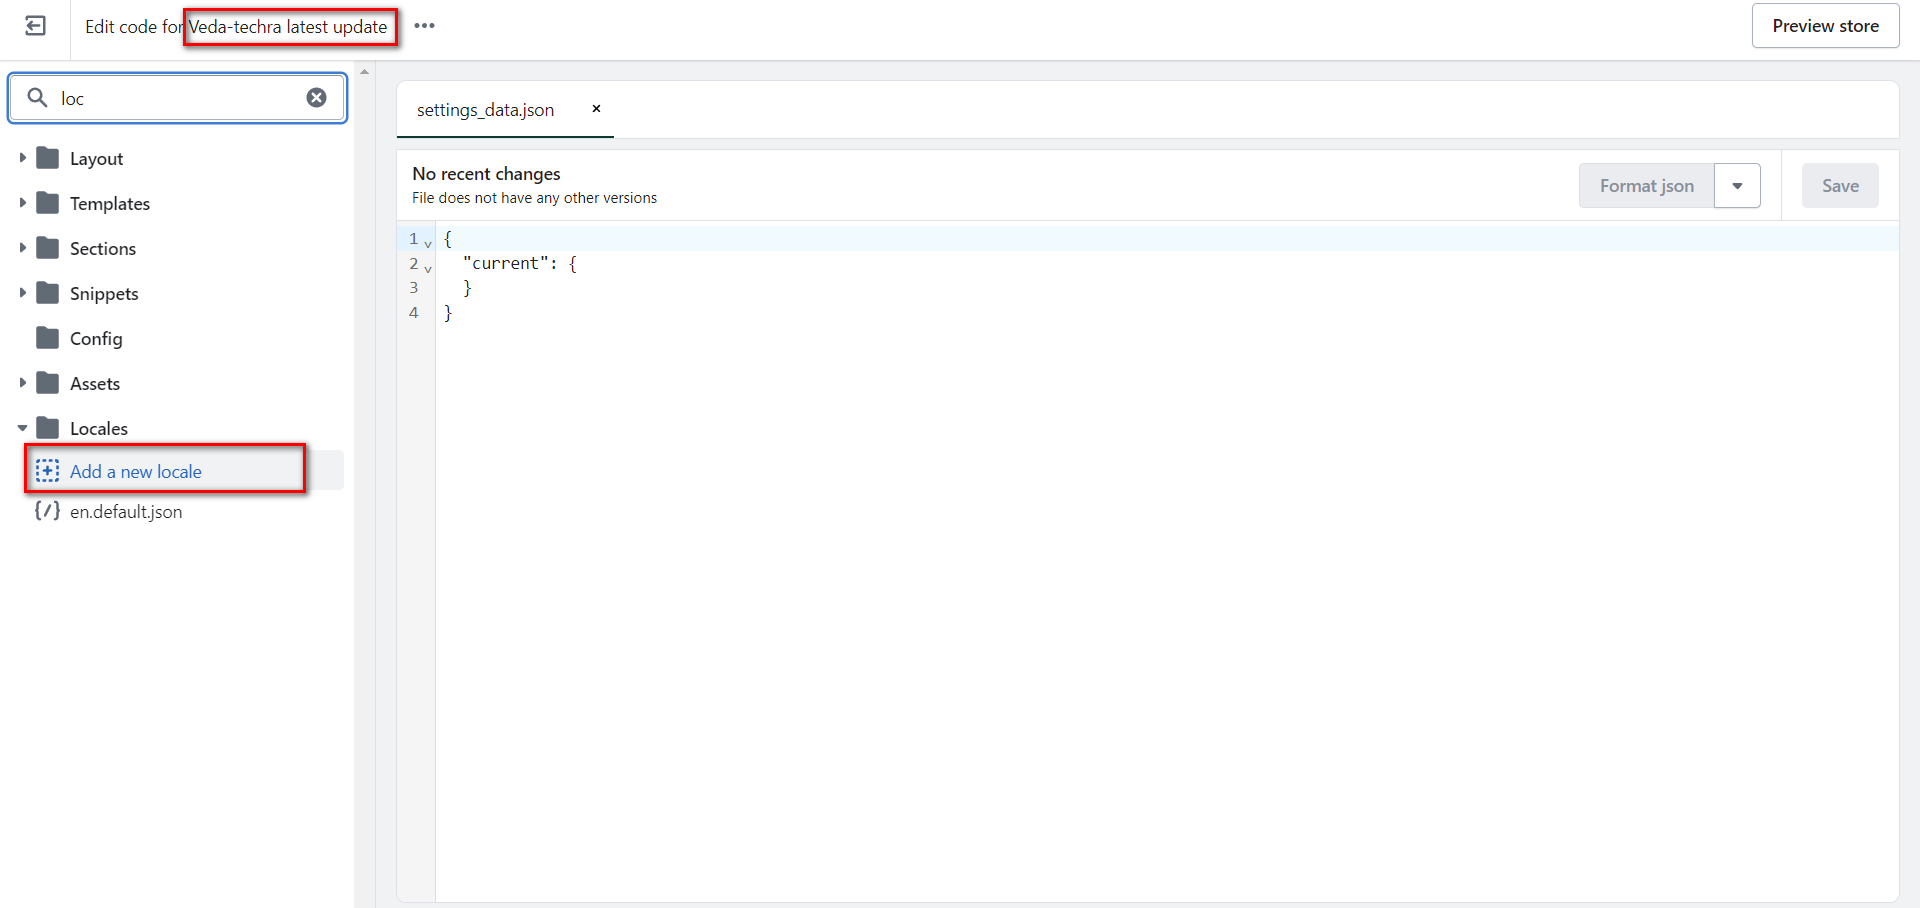 Edit code for Veda-techra latest update •••
Preview store
loc
Layout
Templates
Sections
Snippets
Config
Assets
Locales
Add a new locale
{/} en.default.json
settings_data.json ×
No recent changes
File does not have any other versions
Format json
Save
1 {
2 "current": {
3 }
4 }